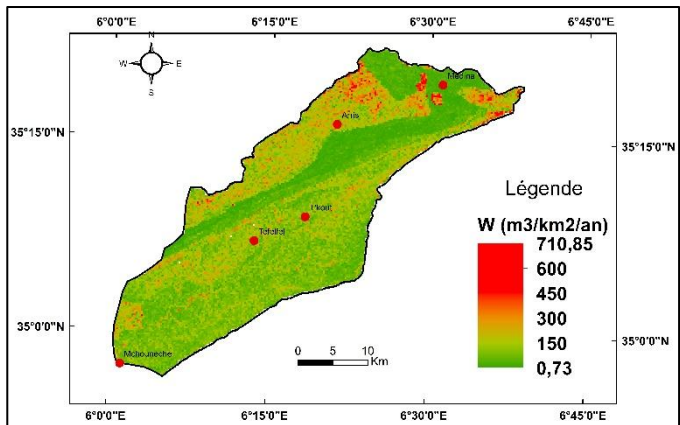 6°0'0"E 6°15'0"E 6°30'0"E 6°45'0"E
N
W E
S
Medina
Arris
35°15'0"N 35°15'0"N
Légende
W (m3/km2/an)
710,85
600
450
300
150
0,73
Tefelfel
35°0'0"N 35°0'0"N
0 5 10
Km
Mchouneche
6°0'0"E 6°15'0"E 6°30'0"E 6°45'0"E